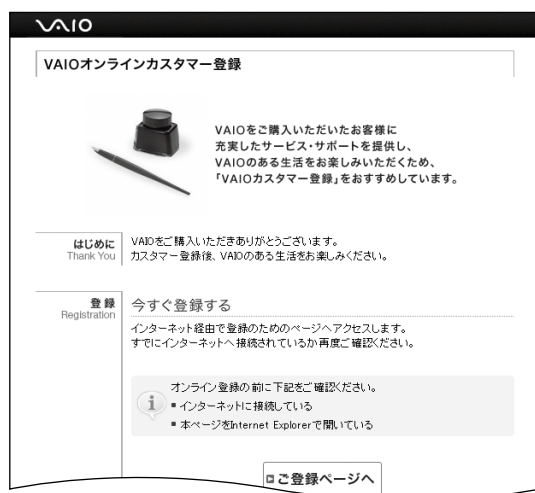 VAIO
VAIOオンラインカスタマー登録
VAIOをご購入いただいたお客様に
充実したサービス・サポートを提供し、
VAIOのある生活をお楽しみいただくため、
「VAIOカスタマー登録」をおすすめしています。
はじめに
Thank You
VAIOをご購入いただきありがとうございます。
カスタマー登録後、VAIOのある生活をお楽しみください。
登録
Registration
今すぐ登録する
インターネット経由で登録のためのページへアクセスします。
すでにインターネットへ接続されているか再度ご確認ください。
i
オンライン登録の前に下記をご確認ください。
■ インターネットに接続している
■ 本ページをInternet Explorerで開いている
ご登録ページへ